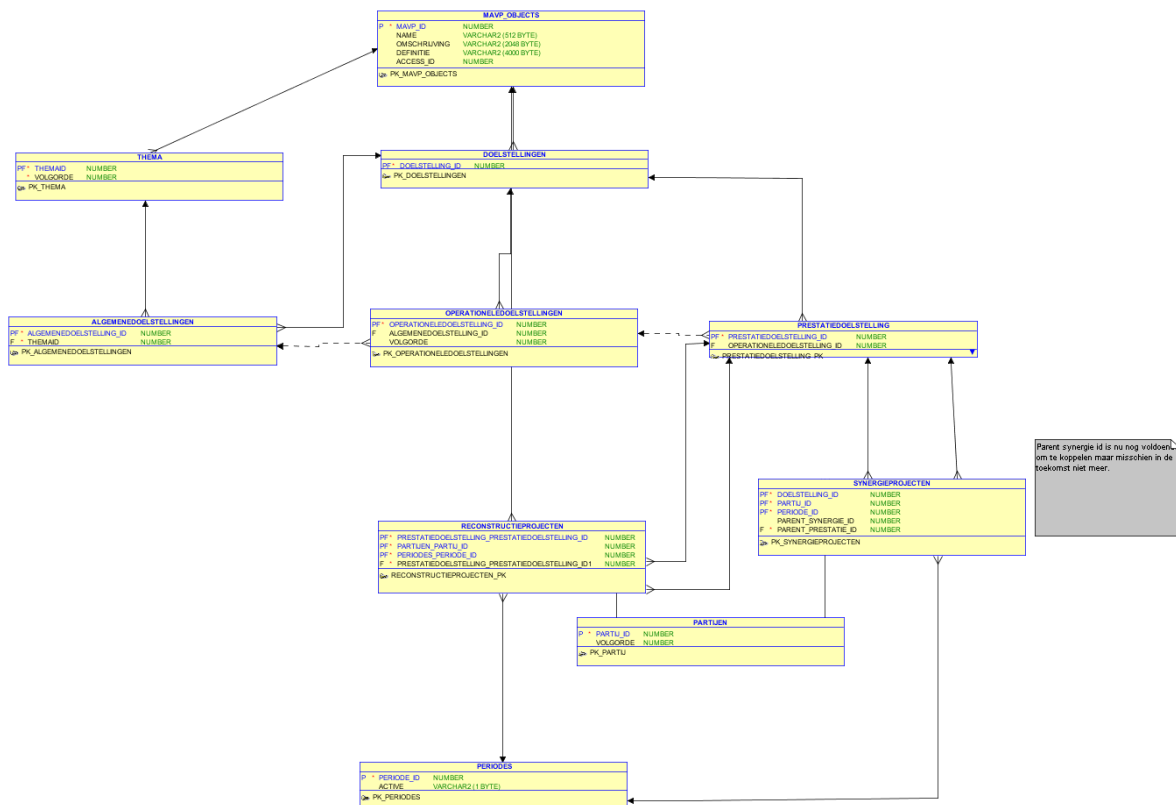 MAVP_OBJECTS
P * MAVP_ID NUMBER
NAME VARCHAR2 (512 BYTE)
OMSCHRIJVING VARCHAR2 (2048 BYTE)
DEFINITIE VARCHAR2 (4000 BYTE)
ACCESS_ID NUMBER
PK_MAVP_OBJECTS
THEMA
PF * THEMAID NUMBER
* VOLGORDE NUMBER
PK_THEMA
DOELSTELLINGEN
PF * DOELSTELLING_ID NUMBER
PK_DOELSTELLINGEN
ALGEMENEDOELSTELLINGEN
PF * ALGEMENEDOELSTELLING_ID NUMBER
F * THEMAID NUMBER
PK_ALGEMENEDOELSTELLINGEN
OPERATIONELEDOELSTELLINGEN
PF * OPERATIONELEDOELSTELLING_ID NUMBER
F ALGEMENEDOELSTELLING_ID NUMBER
VOLGORDE NUMBER
PK_OPERATIONELEDOELSTELLINGEN
PRESTATIEDOELSTELLING
PF * PRESTATIEDOELSTELLING_ID NUMBER
F OPERATIONELEDOELSTELLING_ID NUMBER
PRESTATIEDOELSTELLING_PK
Parent synergie id is nu nog
om te koppelen maar misschien in de
toekomst niet meer.
SYNERGIEPROJECTEN
PF * DOELSTELLING_ID NUMBER
PF * PARTIJ_ID NUMBER
PF * PERIODE_ID NUMBER
PARENT_SYNERGIE_ID NUMBER
F * PARENT_PRESTATIE_ID NUMBER
PK_SYNERGIEPROJECTEN
RECONSTRUCTIEPROJECTEN
PF * PRESTATIEDOELSTELLING_PRESTATIEDOELSTELLING_ID NUMBER
PF * PARTIJEN_PARTIJ_ID NUMBER
PF * PERIODES_PERIODE_ID NUMBER
F * PRESTATIEDOELSTELLING_PRESTATIEDOELSTELLING_ID1 NUMBER
RECONSTRUCTIEPROJECTEN_PK
PARTIJEN
P * PARTIJ_ID NUMBER
VOLGORDE NUMBER
PK_PARTIJ
PERIODES
P * PERIODE_ID NUMBER
ACTIVE VARCHAR2 (1 BYTE)
PK_PERIODES